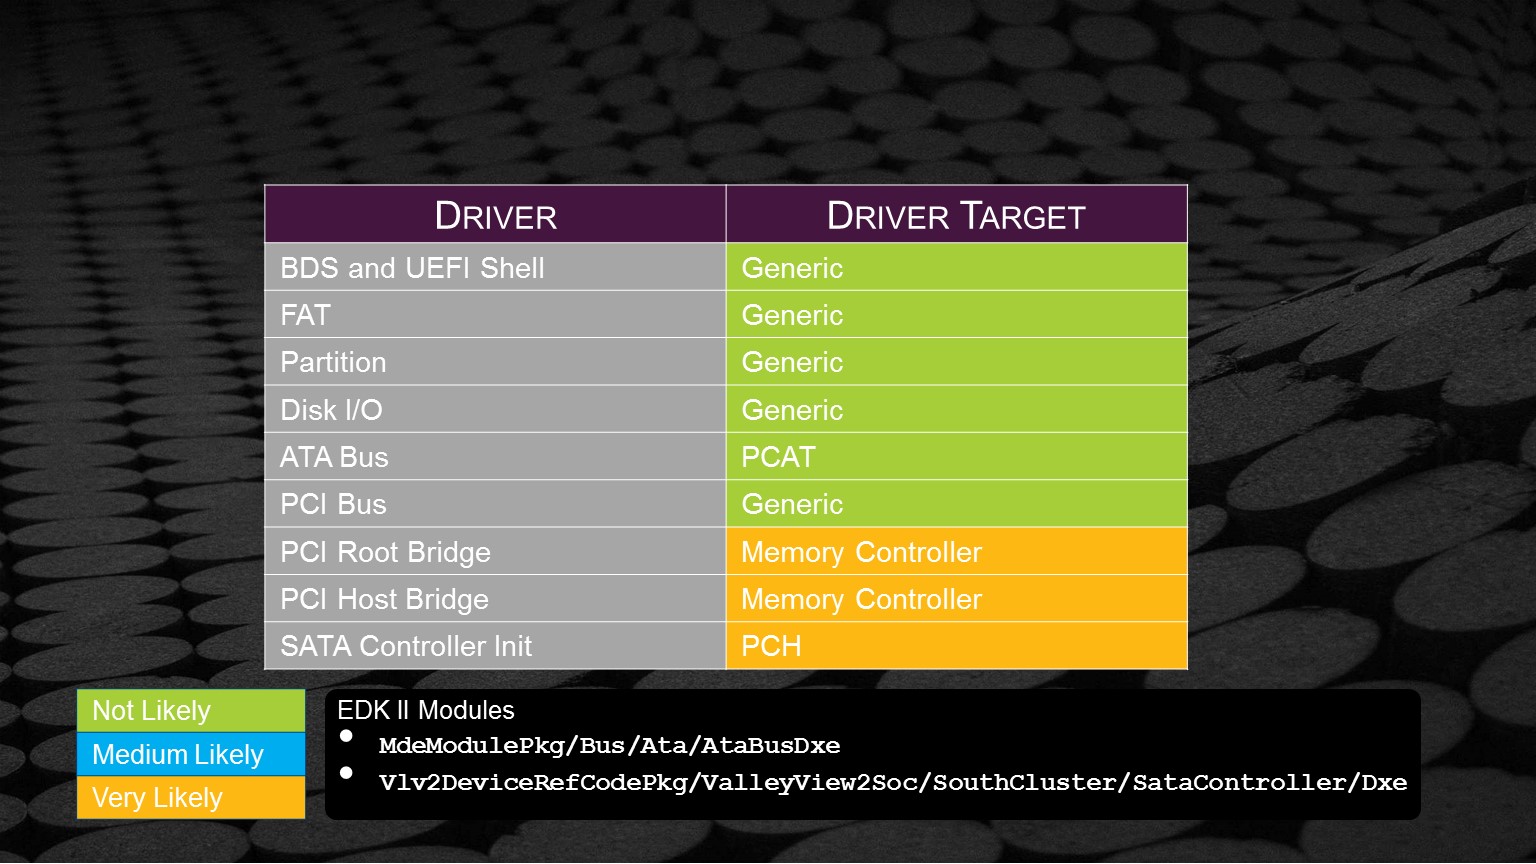 DRIVER DRIVER TARGET
BDS and UEFI Shell Generic
FAT Generic
Partition Generic
Disk I/O Generic
ATA Bus PCAT
PCI Bus Generic
PCI Root Bridge Memory Controller
PCI Host Bridge Memory Controller
SATA Controller Init PCH
Not Likely
Medium Likely
Very Likely
EDK II Modules
• MdeModulePkg/Bus/Ata/AtaBusDxe
• Vlv2DeviceRefCodePkg/ValleyView2Soc/SouthCluster/SataController/Dxe